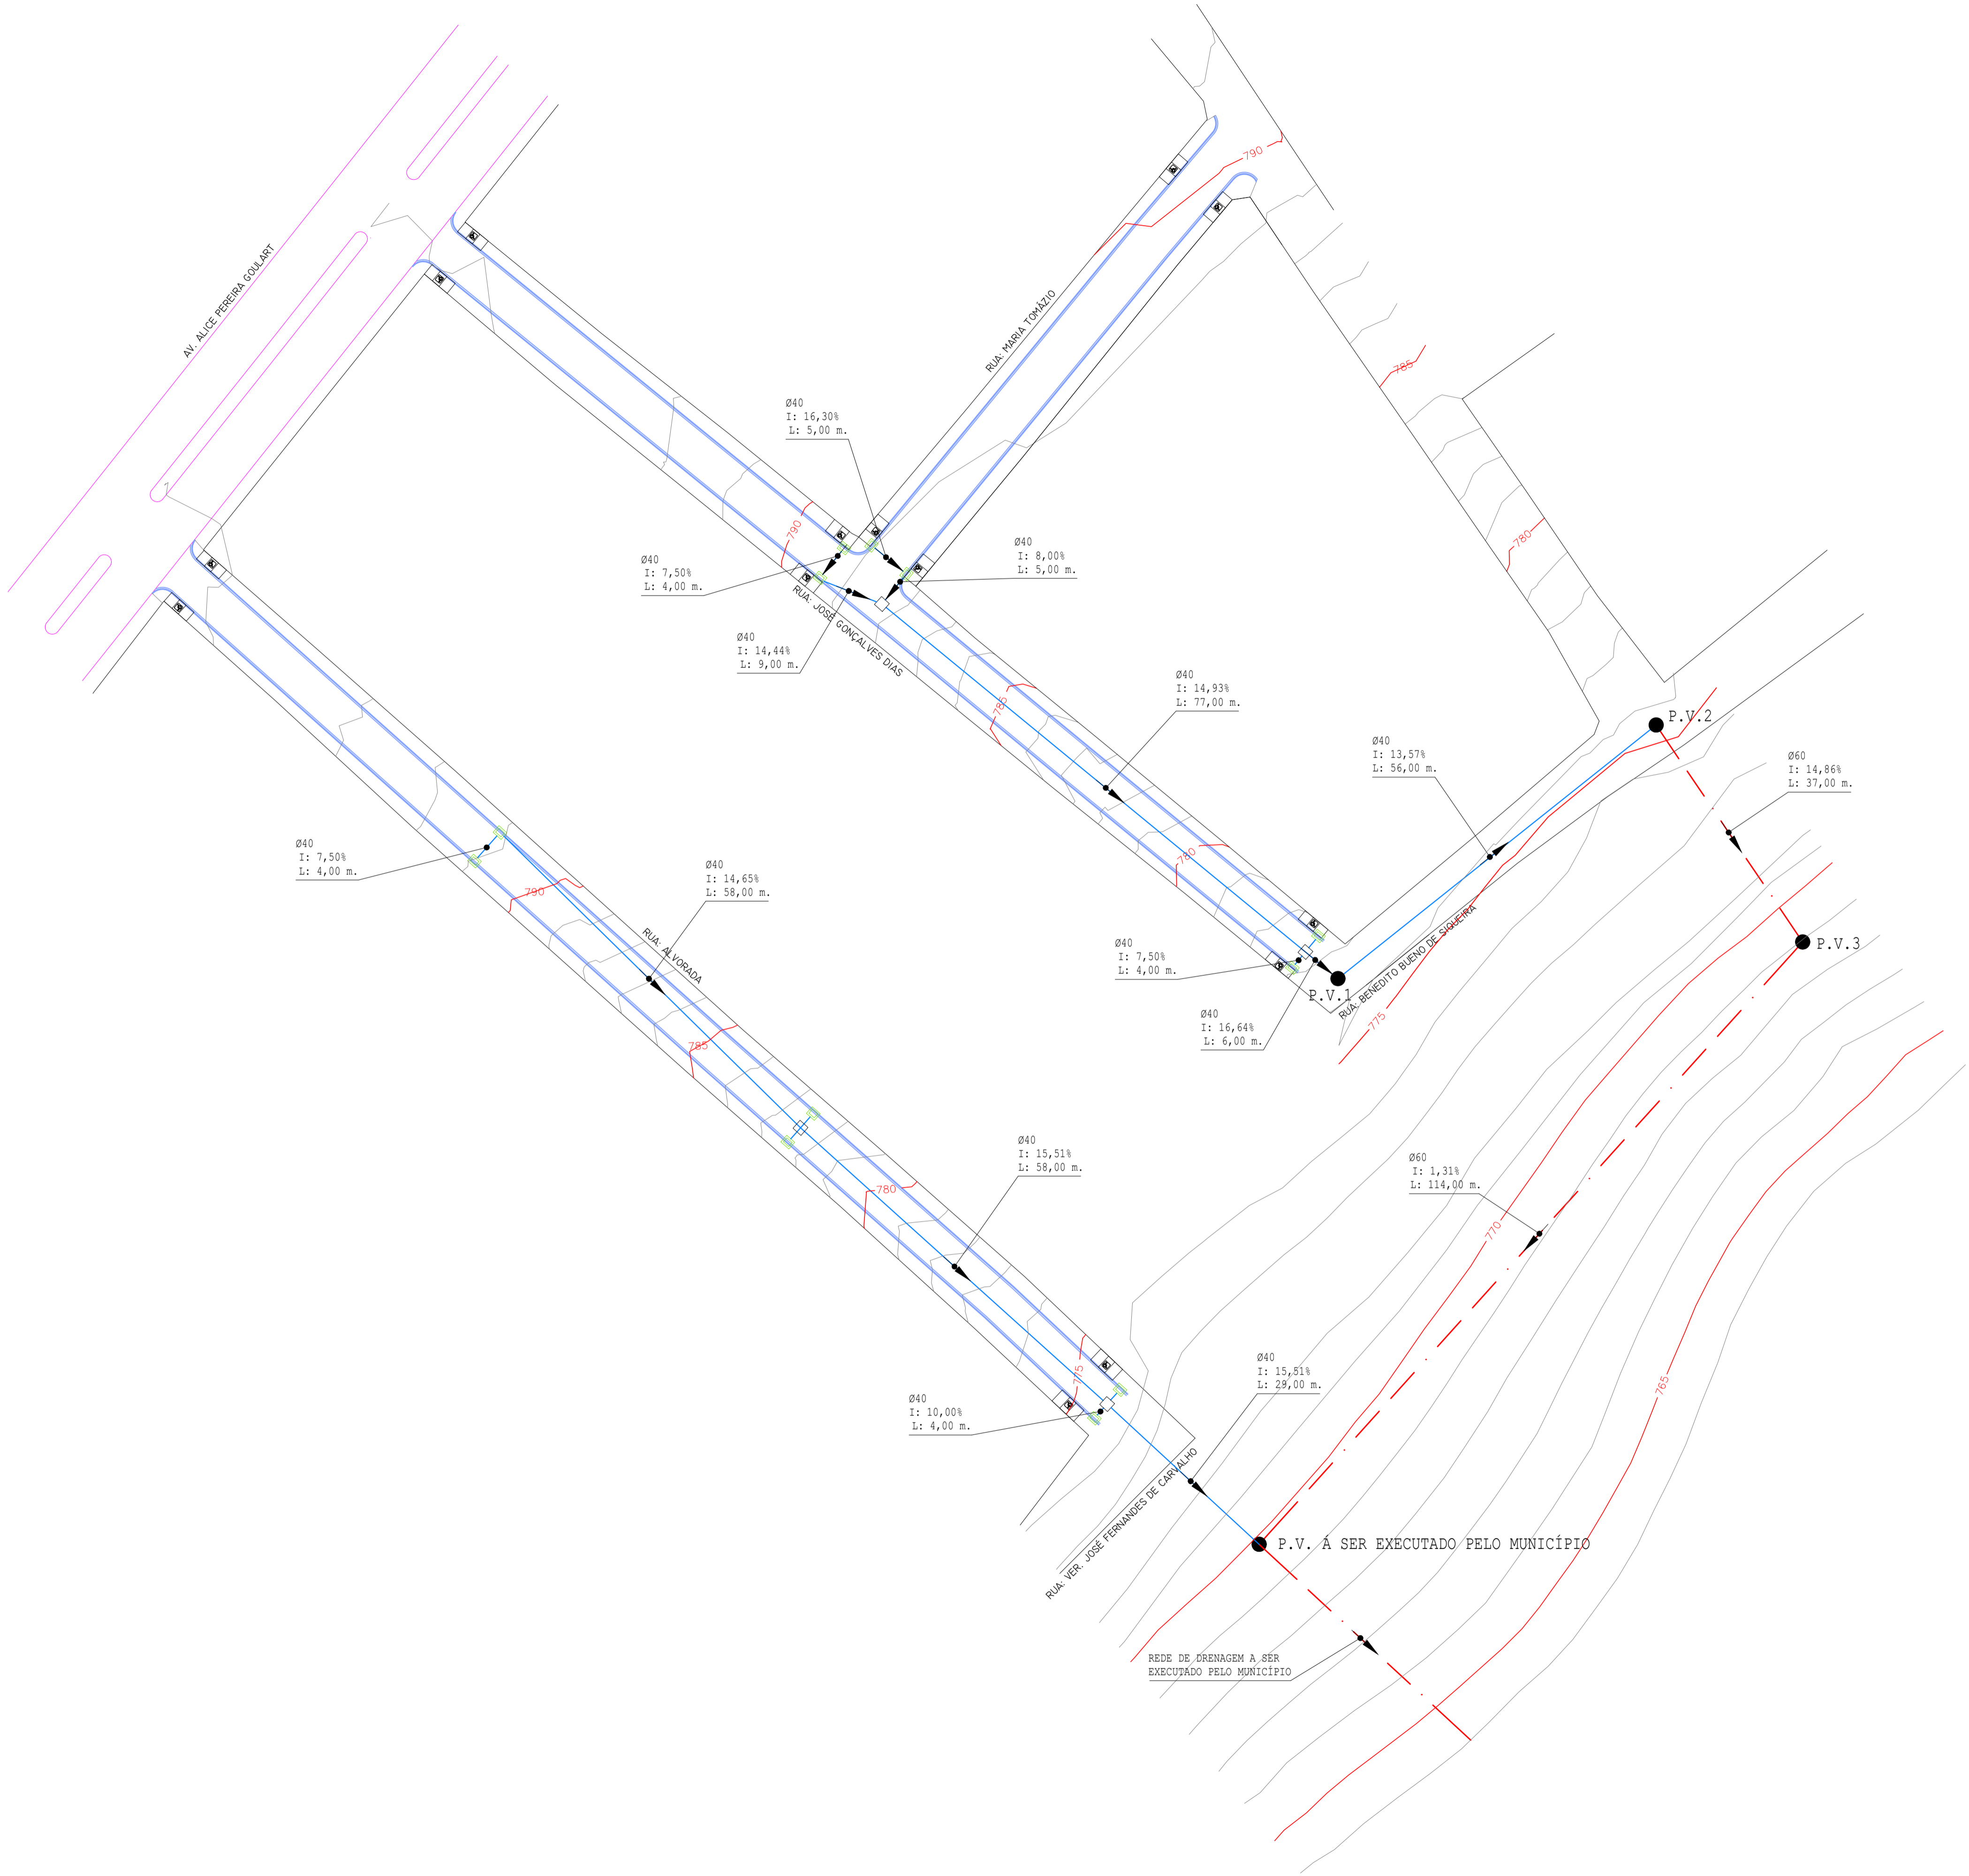 790
AV. ALICE PEREIRA GOULART
RUA: MARIA TOMÁZIO
785
Ø40
I: 16,30%
L: 5,00 m.
790
780
Ø40
I: 8,00%
L: 5,00 m.
Ø40
I: 7,50%
L: 4,00 m.
RUA: JOSÉ GONÇALVES DIAS
Ø40
I: 14,44%
L: 9,00 m.
Ø40
I: 14,93%
L: 77,00 m.
785
P.V.2
Ø40
I: 13,57%
L: 56,00 m.
Ø60
I: 14,86%
L: 37,00 m.
Ø40
I: 7,50%
L: 4,00 m.
780
Ø40
I: 14,65%
L: 58,00 m.
790
RUA: ALVORADA
Ø40
I: 7,50%
L: 4,00 m.
P.V.3
RUA: BENEDITO BUENO DE SIQUEIRA
P.V.1
775
Ø40
I: 16,64%
L: 6,00 m.
785
Ø40
I: 15,51%
L: 58,00 m.
Ø60
I: 1,31%
L: 114,00 m.
780
770
Ø40
I: 15,51%
L: 29,00 m.
775
765
Ø40
I: 10,00%
L: 4,00 m.
RUA: VER. JOSÉ FERNANDES DE CARVALHO
P.V. Á SER EXECUTADO PELO MUNICÍPIO
REDE DE DRENAGEM A SER
EXECUTADO PELO MUNICÍPIO